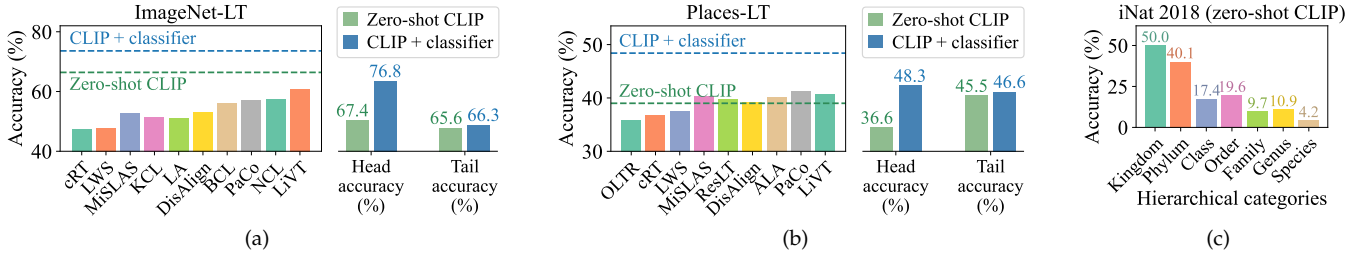 ImageNet-LT
Accuracy (%)
80
60
40
CLIP + classifier
Zero-shot CLIP
cRT
LWS
MiSLAS
KCL
LA
DisAlign
BCL
PaCo
NCL
LiVT
Zero-shot CLIP
CLIP + classifier
67.4
76.8
65.6
66.3
Head accuracy (%)
Tail accuracy (%)
(a)
Places-LT
Accuracy (%)
50
40
30
CLIP + classifier
Zero-shot CLIP
OLTR
cRT
LWS
MiSLAS
ResLT
DisAlign
ALA
PaCo
LiVT
Zero-shot CLIP
CLIP + classifier
36.6
48.3
45.5
46.6
Head accuracy (%)
Tail accuracy (%)
(b)
iNat 2018 (zero-shot CLIP)
Accuracy (%)
50
25
0
50.0
40.1
17.4
19.6
9.7
10.9
4.2
Kingdom
Phylum
Class
Order
Family
Genus
Species
Hierarchical categories
(c)